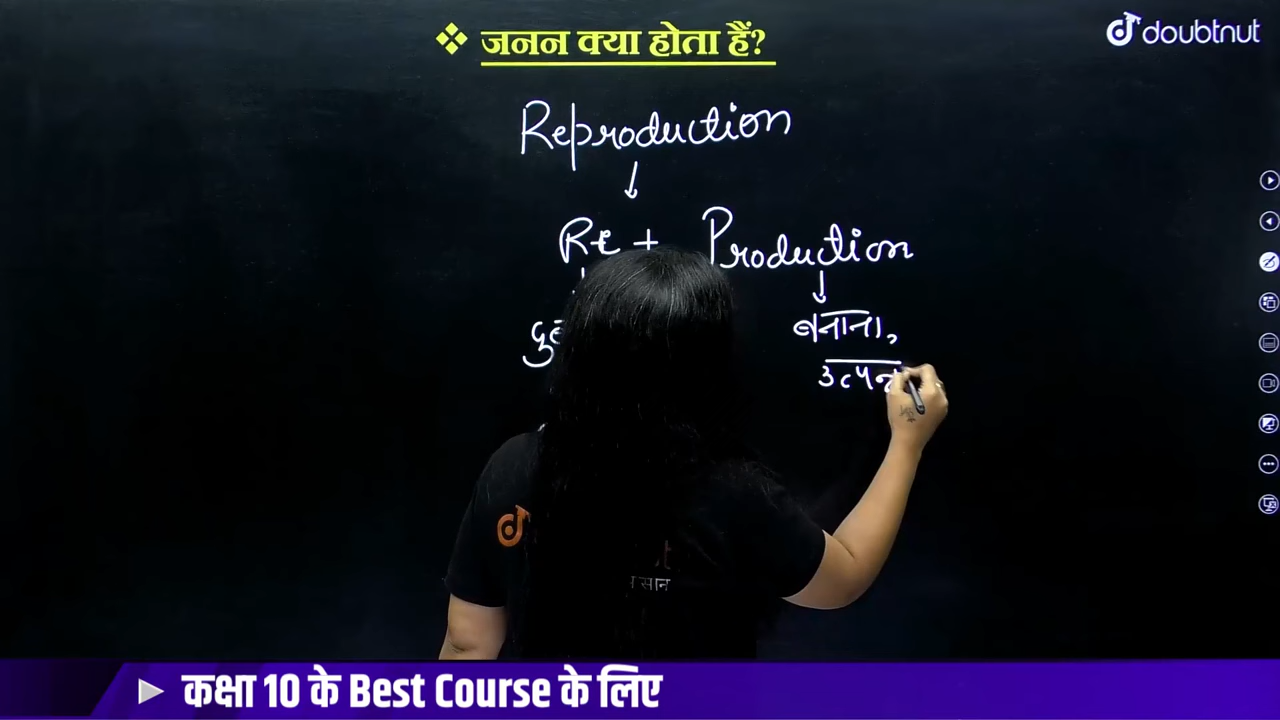 ❖ जनन क्या होता हैं?
doubtnut
Reproduction
↓
Re + Production
↓
बनाना,
कक्षा 10 के Best Course के लिए